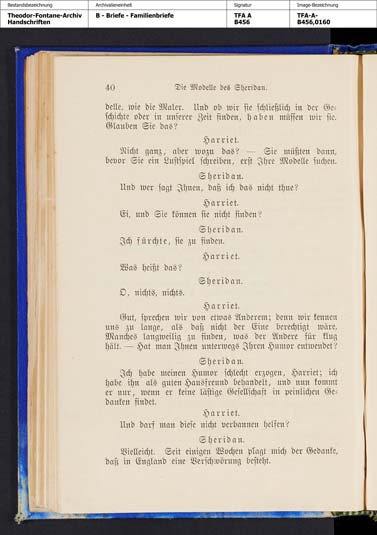 Bestandsbezeichnung
Theodor-Fontane-Archiv
Handschriften
Archivalieneinheit
B - Briefe - Familienbriefe
Signatur
TFA A
B456
Image-Bezeichnung
TFA-A-
B456,0160
40 Die Modelle des Sheridan.
delle, wie die Maler. Und ob wir sie schließlich in der Ge-
schichte oder in unserer Zeit finden, haben müssen wir sie.
Glauben Sie das?
Harriet.
Nicht ganz, aber wozu das? — Sie müßten dann,
bevor Sie ein Lustspiel schreiben, erst Ihre Modelle suchen.
Sheridan.
Und wer sagt Ihnen, daß ich das nicht thue?
Harriet.
Ei, und Sie können sie nicht finden?
Sheridan.
Ich fürchte, sie zu finden.
Harriet.
Was heißt das?
Sheridan.
O, nichts, nichts.
Harriet.
Gut, sprechen wir von etwas Anderem; denn wir kennen
uns zu lange, als daß nicht der Eine berechtigt wäre,
Manches langweilig zu finden, was der Andere für klug
hält. — Hat man Ihnen unterwegs Ihren Humor entwendet?
Sheridan.
Ich habe meinen Humor schlecht erzogen, Harriet; ich
habe ihn als guten Hausfreund behandelt, und nun kommt
er nur, wenn er keine lästige Gesellschaft in peinlichen Ge-
danken findet.
Harriet.
Und darf man diese nicht verbannen helfen?
Sheridan.
Vielleicht. Seit einigen Wochen plagt mich der Gedanke,
daß in England eine Verschwörung besteht.